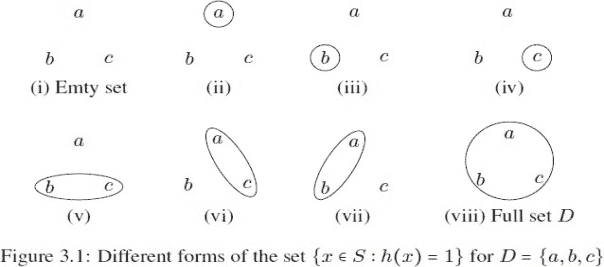 a a a a
b c b c b c b c
(i) Emty set (ii) (iii) (iv)
a a a a
b c b c b c b c
(v) (vi) (vii) (viii) Full set D
Figure 3.1: Different forms of the set {x ∈ S : h(x) = 1} for D = {a, b, c}